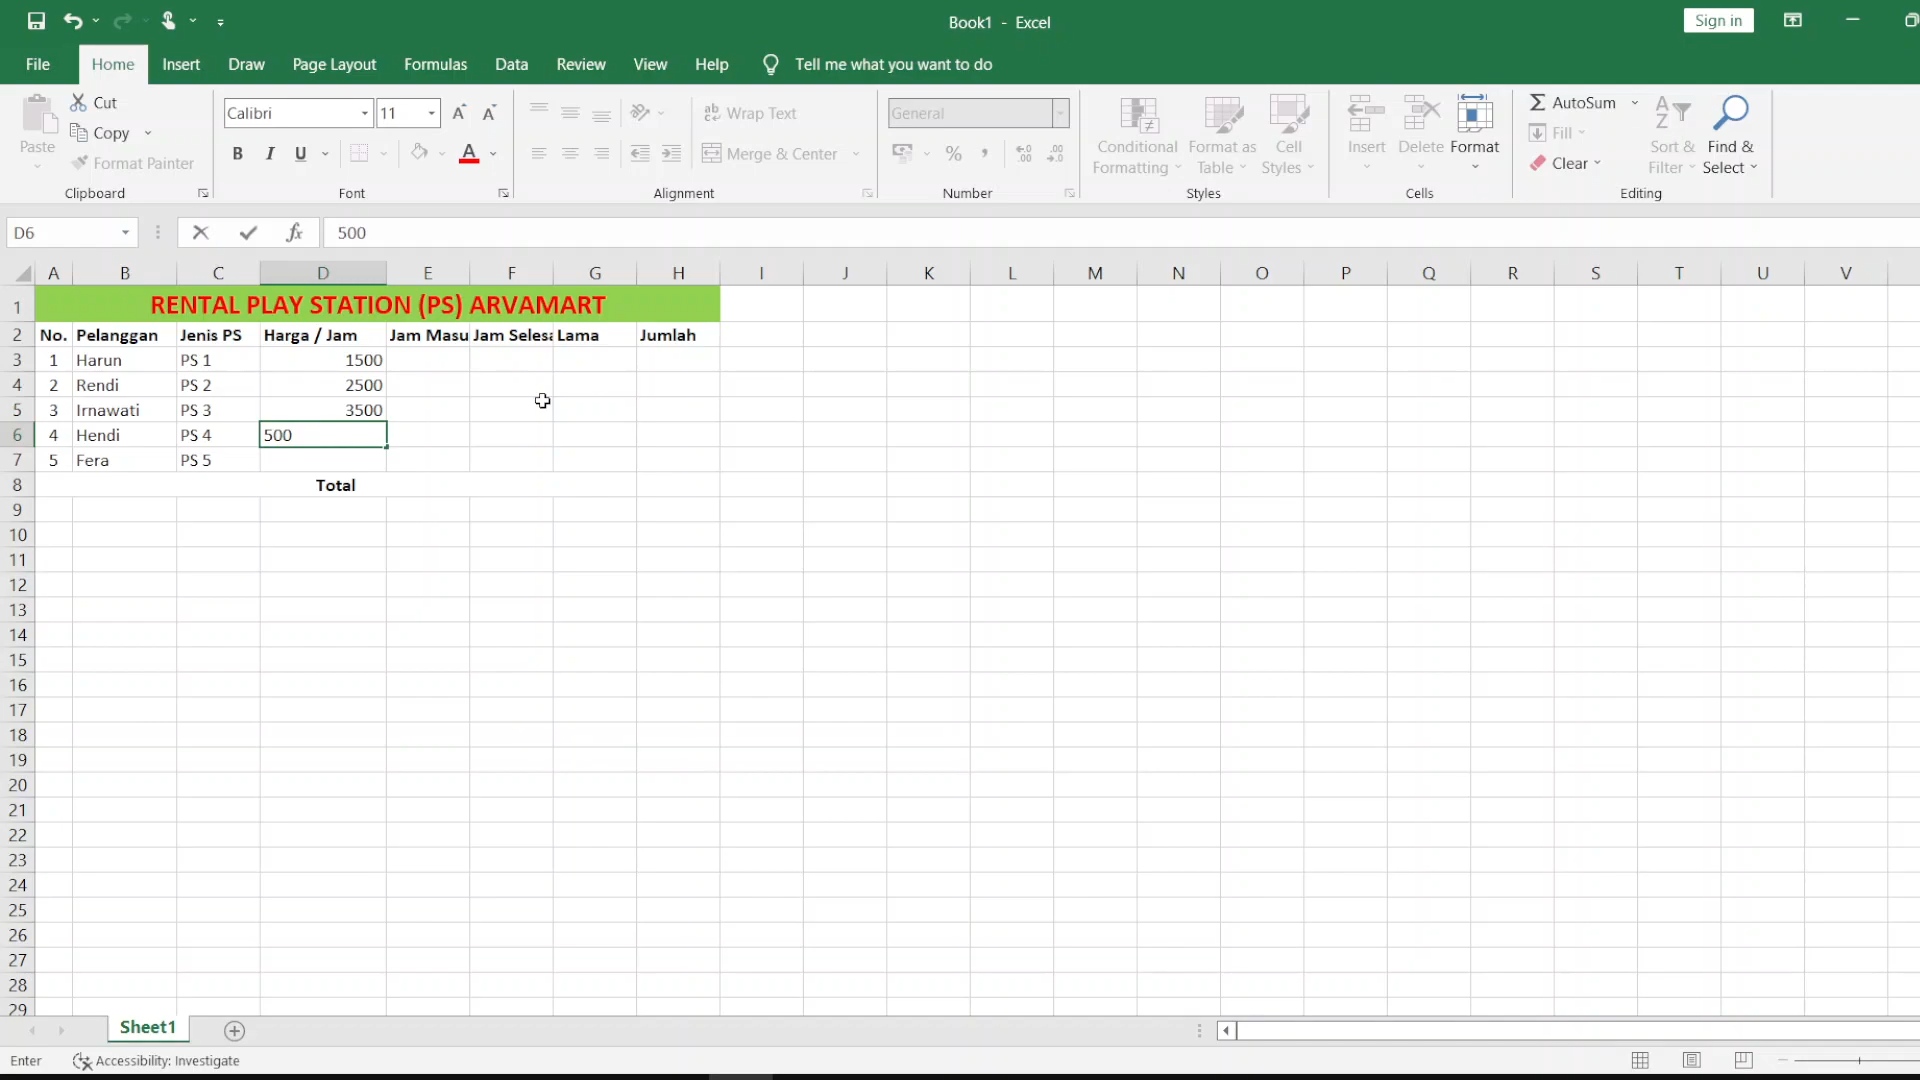 Book1 - Excel
Sign in
File Home Insert Draw Page Layout Formulas Data Review View Help Tell me what you want to do
Paste
Cut
Copy
Format Painter
Clipboard
Calibri 11
B I U
Font
Wrap Text
Merge & Center
Alignment
General
Number
Conditional Formatting
Format as Table
Cell Styles
Styles
Insert Delete Format
Cells
AutoSum
Fill
Clear
Sort & Filter
Find & Select
Editing
D6 500
A B C D E F G H I J K L M N O P Q R S T U V
1 RENTAL PLAY STATION (PS) ARVAMART
2 No. Pelanggan Jenis PS Harga / Jam Jam Masu Jam Selesa Lama Jumlah
3 1 Harun PS 1 1500
4 2 Rendi PS 2 2500
5 3 Irnawati PS 3 3500
6 4 Hendi PS 4 500
7 5 Fera PS 5
8 Total
9
10
11
12
13
14
15
16
17
18
19
20
21
22
23
24
25
26
27
28
29
Sheet1
Enter Accessibility: Investigate